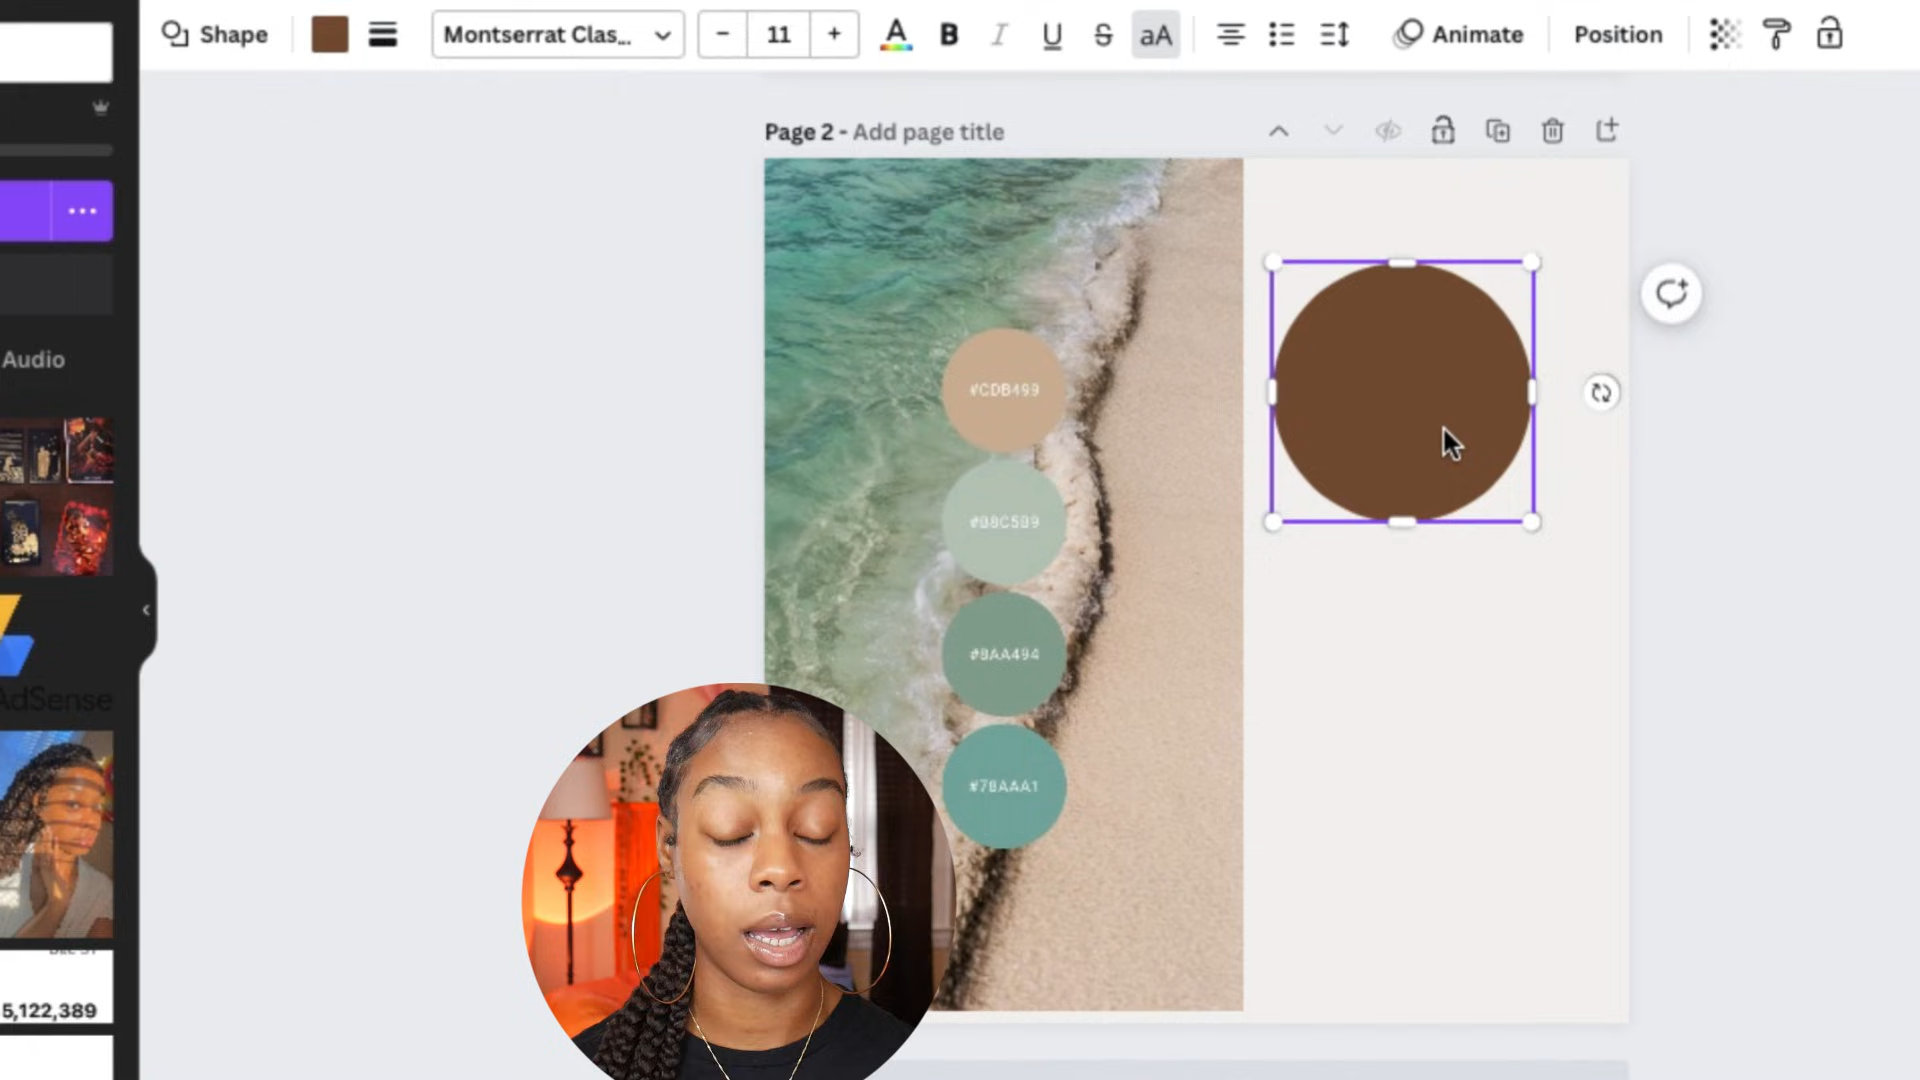 Shape
Montserrat Clas...
- 11 +
A B I U S aA
Animate
Position
Page 2 - Add page title
Audio
#CDB499
#B8C5B9
#8AA494
#78AAA1
AdSense
5,122,389